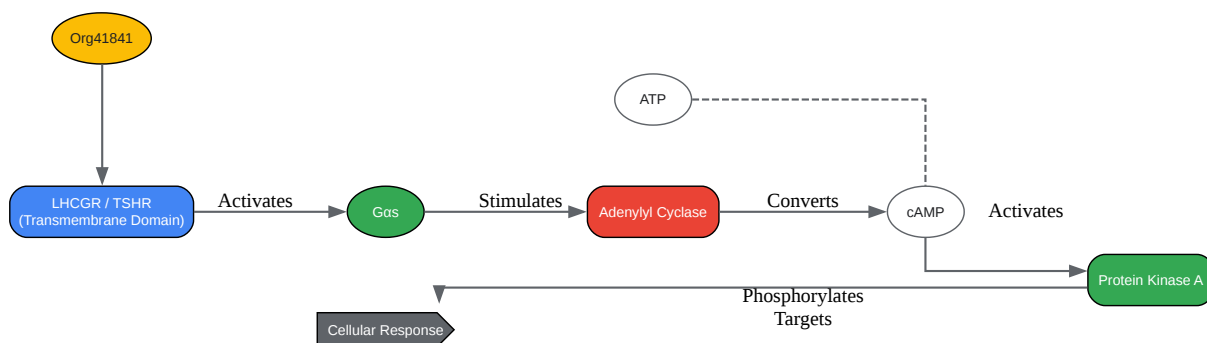 Org41841
ATP
LHCGR / TSHR
(Transmembrane Domain)
Activates
Gαs
Stimulates
Adenylyl Cyclase
Converts
cAMP
Activates
Protein Kinase A
Phosphorylates
Targets
Cellular Response